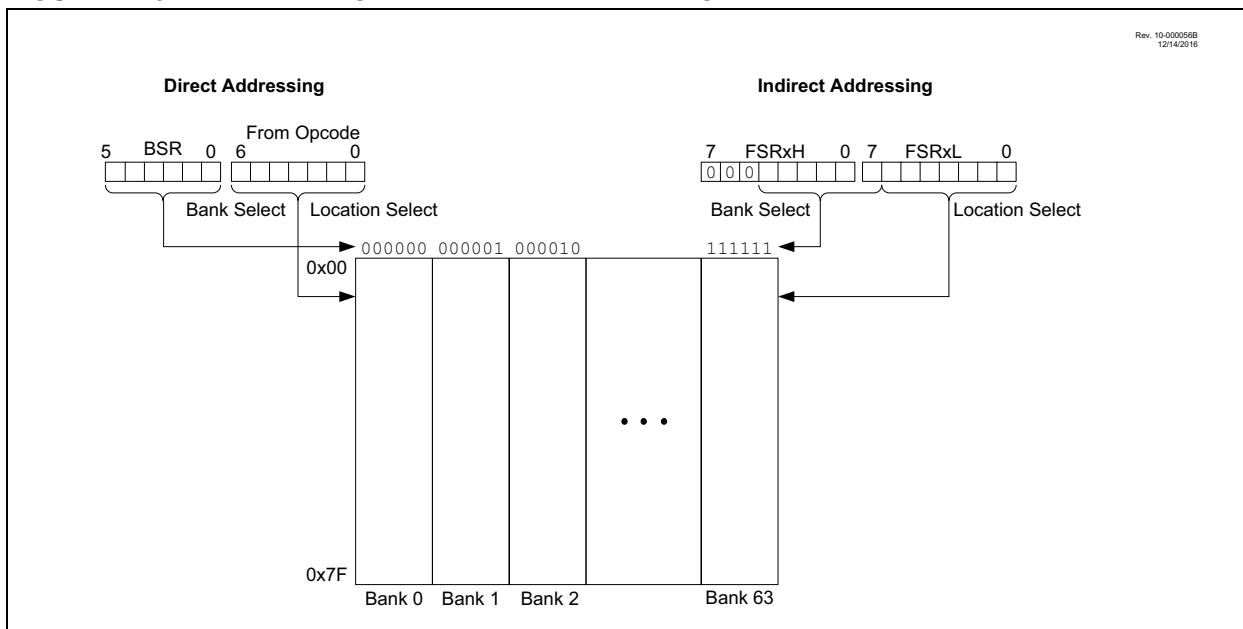 Rev. 10-000056B
12/14/2016
Direct Addressing
Indirect Addressing
From Opcode
5 BSR 0 6 0
7 FSRxH 0 7 FSRxL 0
0 0 0
Bank Select Location Select
Bank Select Location Select
000000 000001 000010 111111
0x00
0x7F
Bank 0 Bank 1 Bank 2 Bank 63